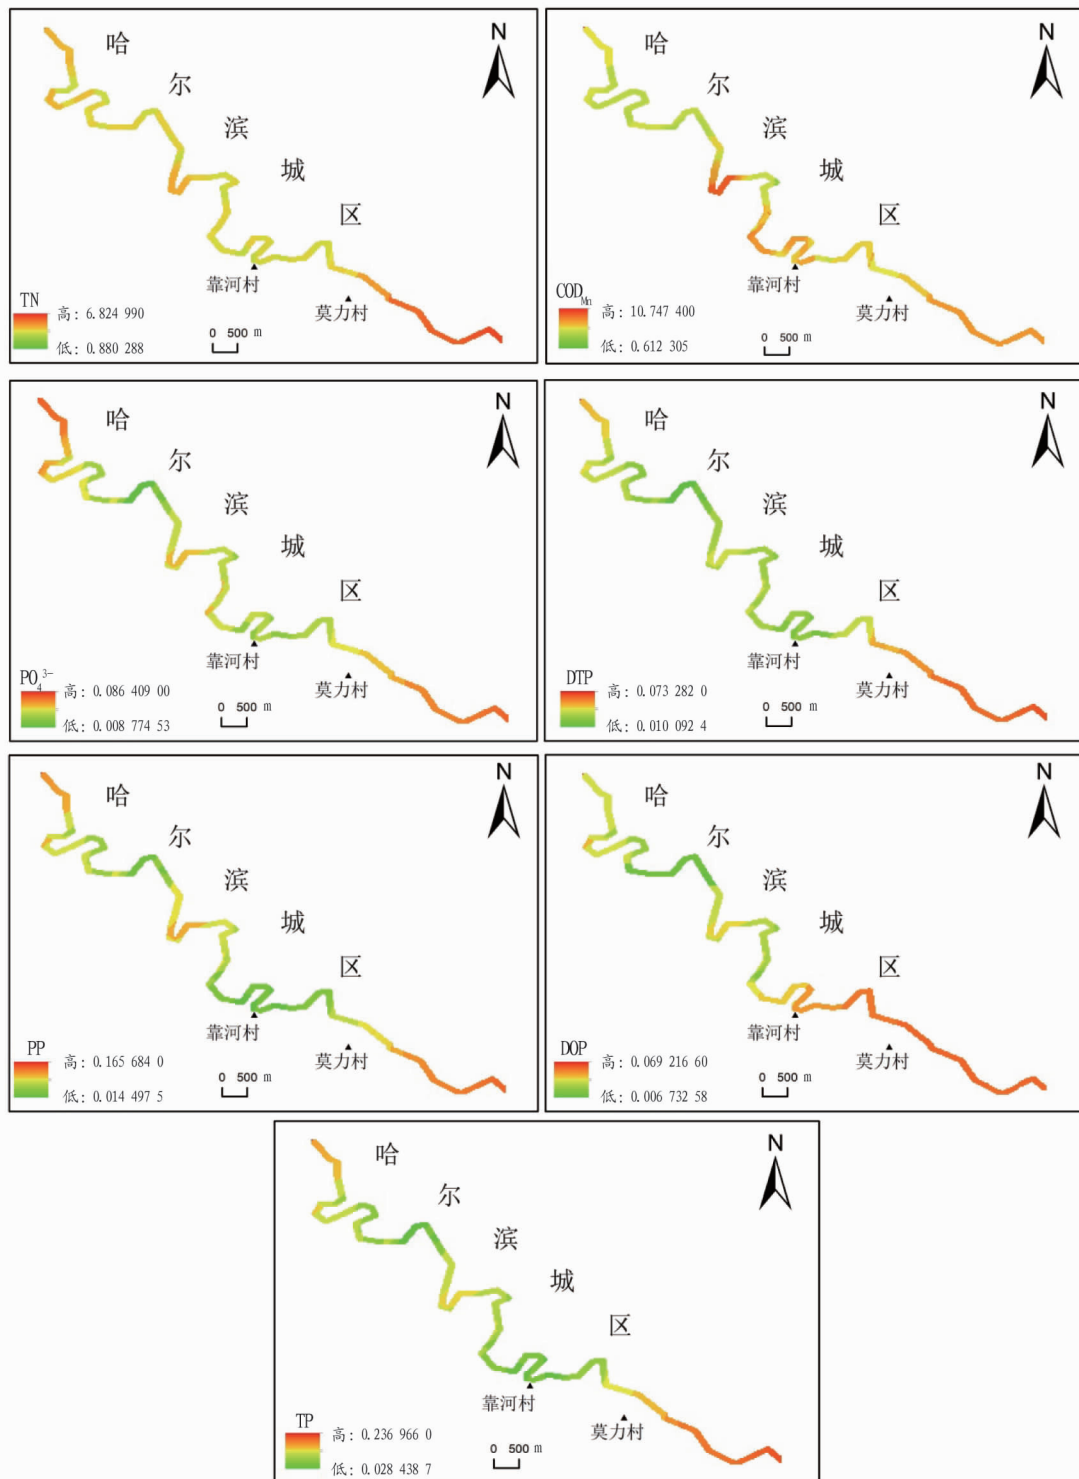 N
哈
尔
滨
城
区
靠河村
莫力村
TN
高: 6.824 990
低: 0.880 288
0 500 m
N
哈
尔
滨
城
区
靠河村
莫力村
COD_Mn
高: 10.747 400
低: 0.612 305
0 500 m
N
哈
尔
滨
城
区
靠河村
莫力村
PO₄³⁻
高: 0.086 409 00
低: 0.008 774 53
0 500 m
N
哈
尔
滨
城
区
靠河村
莫力村
DTP
高: 0.073 282 0
低: 0.010 092 4
0 500 m
N
哈
尔
滨
城
区
靠河村
莫力村
PP
高: 0.165 684 0
低: 0.014 497 5
0 500 m
N
哈
尔
滨
城
区
靠河村
莫力村
DOP
高: 0.069 216 60
低: 0.006 732 58
0 500 m
N
哈
尔
滨
城
区
靠河村
莫力村
TP
高: 0.236 966 0
低: 0.028 438 7
0 500 m